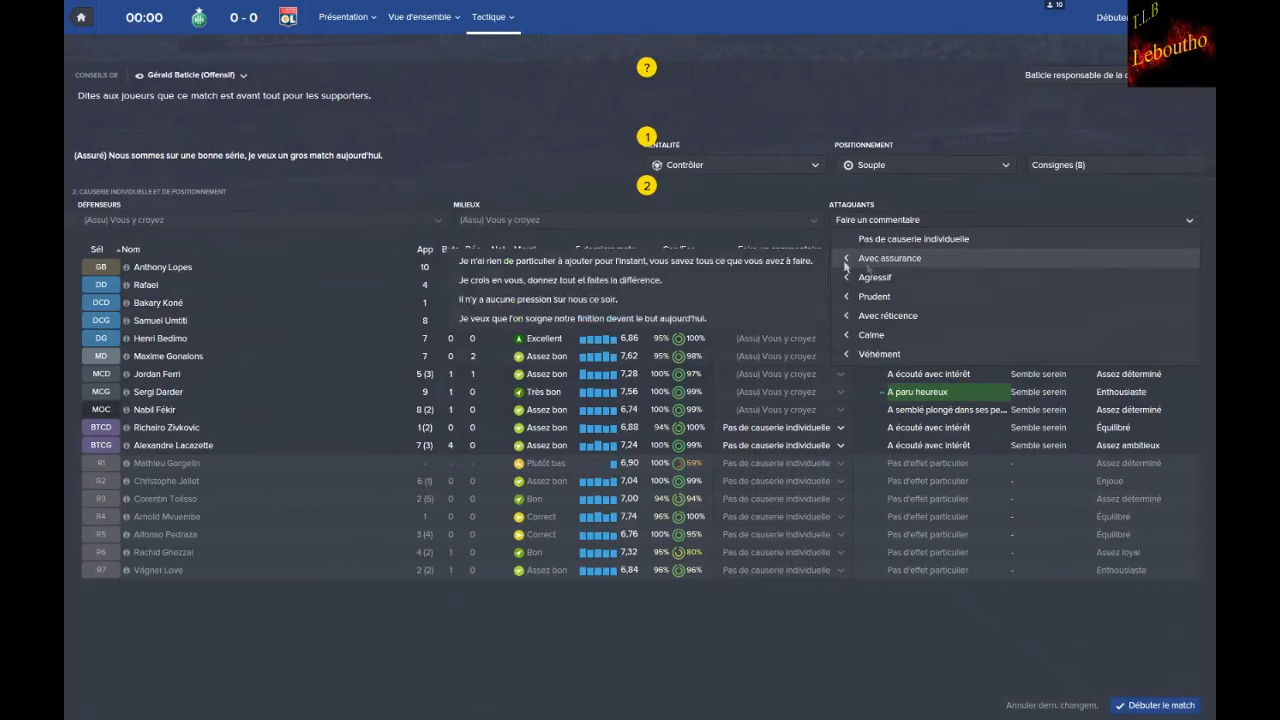 00:00
0 - 0
Présentation
Vue d'ensemble
Tactique
10
Débuter
T.L.B
Leboutho
CONSEILS DE
Gérald Baticle (Offensif)
?
Baticle responsable de la
Dites aux joueurs que ce match est avant tout pour les supporters.
1
POSITIONNEMENT
(Assuré) Nous sommes sur une bonne série, je veux un gros match aujourd'hui.
Contrôler
Souple
Consignes (8)
2
2. CAUSERIE INDIVIDUELLE ET DE POSITIONNEMENT
DÉFENSEURS
MILIEUX
ATTAQUANTS
(Assu) Vous y croyez
(Assu) Vous y croyez
Faire un commentaire
Pas de causerie individuelle
Avec assurance
Agressif
Prudent
Avec réticence
Calme
Véhément
Je n'ai rien de particulier à ajouter pour l'instant, vous savez tous ce que vous avez à faire.
Je crois en vous, donnez tout et faites la différence.
Il n'y a aucune pression sur nous ce soir.
Je veux que l'on soigne notre finition devant le but aujourd'hui.
Sél Nom App
GB Anthony Lopes 10
DD Rafael 4
DCD Bakary Koné 1
DCG Samuel Umtiti 8
DG Henri Bedimo 7 0 0 Excellent 6,86 95% 100% (Assu) Vous y croyez
MD Maxime Gonalons 7 0 2 Assez bon 7,62 95% 98% (Assu) Vous y croyez
MCD Jordan Ferri 5 (3) 1 1 Assez bon 7,28 100% 97% (Assu) Vous y croyez A écouté avec intérêt Semble serein Assez déterminé
MCG Sergi Darder 9 1 0 Très bon 7,56 100% 99% (Assu) Vous y croyez A paru heureux Semble serein Enthousiaste
MOC Nabil Fékir 8 (2) 1 0 Assez bon 6,74 100% 99% (Assu) Vous y croyez A semblé plongé dans ses pe... Semble serein Assez déterminé
BTCD Richairo Zivkovic 1 (2) 0 0 Assez bon 6,88 94% 100% Pas de causerie individuelle A écouté avec intérêt Semble serein Équilibré
BTCG Alexandre Lacazette 7 (3) 4 0 Assez bon 7,24 100% 99% Pas de causerie individuelle A écouté avec intérêt Semble serein Assez ambitieux
R1 Mathieu Gorgelin - - - Plutôt bas 6,90 100% 59% Pas de causerie individuelle Pas d'effet particulier - Assez déterminé
R2 Christophe Jallet 6 (1) 0 0 Assez bon 7,04 100% 99% Pas de causerie individuelle Pas d'effet particulier - Enjoué
R3 Corentin Tolisso 2 (5) 0 0 Bon 7,00 94% 94% Pas de causerie individuelle Pas d'effet particulier - Assez déterminé
R4 Arnold Mvuemba 1 0 0 Correct 7,74 96% 100% Pas de causerie individuelle Pas d'effet particulier - Équilibré
R5 Alfonso Pedraza 3 (4) 0 0 Correct 6,76 100% 95% Pas de causerie individuelle Pas d'effet particulier - Équilibré
R6 Rachid Ghezzal 4 (2) 1 0 Bon 7,32 95% 80% Pas de causerie individuelle Pas d'effet particulier - Assez loyal
R7 Vágner Love 2 (2) 1 0 Assez bon 6,84 96% 96% Pas de causerie individuelle Pas d'effet particulier - Enthousiaste
Annuler dern. changem.
Débuter le match